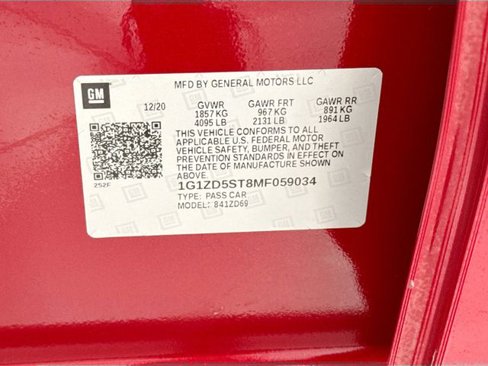 GM
MFD BY GENERAL MOTORS LLC
12/20 GVWR GAWR FRT GAWR RR
1857 KG 967 KG 891 KG
4095 LB 2131 LB 1964 LB
THIS VEHICLE CONFORMS TO ALL
APPLICABLE U.S. FEDERAL MOTOR
VEHICLE SAFETY, BUMPER, AND THEFT
PREVENTION STANDARDS IN EFFECT ON
THE DATE OF MANUFACTURE SHOWN
ABOVE.
252F
1G1ZD5ST8MF059034
TYPE: PASS CAR
MODEL: 841ZD69